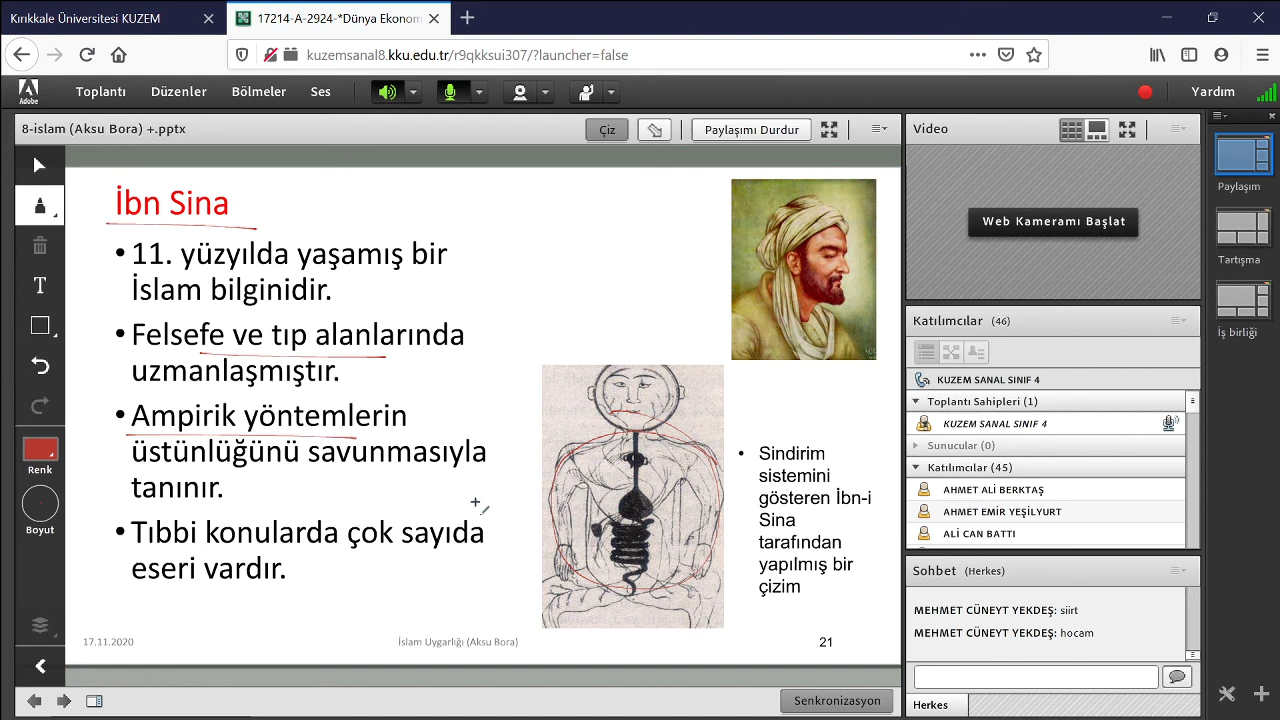 Kırıkkale Üniversitesi KUZEM
17214-A-2924-*Dünya Ekonom
kuzemsanal8.kku.edu.tr/r9qkksui307/?launcher=false
Adobe
Toplantı
Düzenler
Bölmeler
Ses
Yardım
8-islam (Aksu Bora) +.pptx
Çiz
Paylaşımı Durdur
İbn Sina
• 11. yüzyılda yaşamış bir
İslam bilginidir.
• Felsefe ve tıp alanlarında
uzmanlaşmıştır.
• Ampirik yöntemlerin
üstünlüğünü savunmasıyla
tanınır.
• Tıbbi konularda çok sayıda
eseri vardır.
• Sindirim
sistemini
gösteren İbn-i
Sina
tarafından
yapılmış bir
çizim
17.11.2020
İslam Uygarlığı (Aksu Bora)
21
Renk
Boyut
Senkronizasyon
Video
Web Kameramı Başlat
Katılımcılar (46)
KUZEM SANAL SINIF 4
Toplantı Sahipleri (1)
KUZEM SANAL SINIF 4
Sunucular (0)
Katılımcılar (45)
AHMET ALİ BERKTAŞ
AHMET EMİR YEŞİLYURT
ALİ CAN BATTI
Sohbet (Herkes)
MEHMET CÜNEYT YEKDEŞ: siirt
MEHMET CÜNEYT YEKDEŞ: hocam
Herkes
Paylaşım
Tartışma
İş birliği